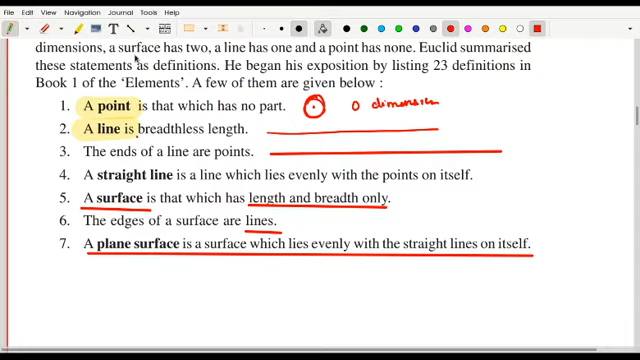 File Edit View Journal Tools Options Help
dimensions, a surface has two, a line has one and a point has none. Euclid summarised
these statements as definitions. He began his exposition by listing 23 definitions in
Book 1 of the ‘Elements’. A few of them are given below :
1. A point is that which has no part. 0 dimension
2. A line is breadthless length.
3. The ends of a line are points.
4. A straight line is a line which lies evenly with the points on itself.
5. A surface is that which has length and breadth only.
6. The edges of a surface are lines.
7. A plane surface is a surface which lies evenly with the straight lines on itself.